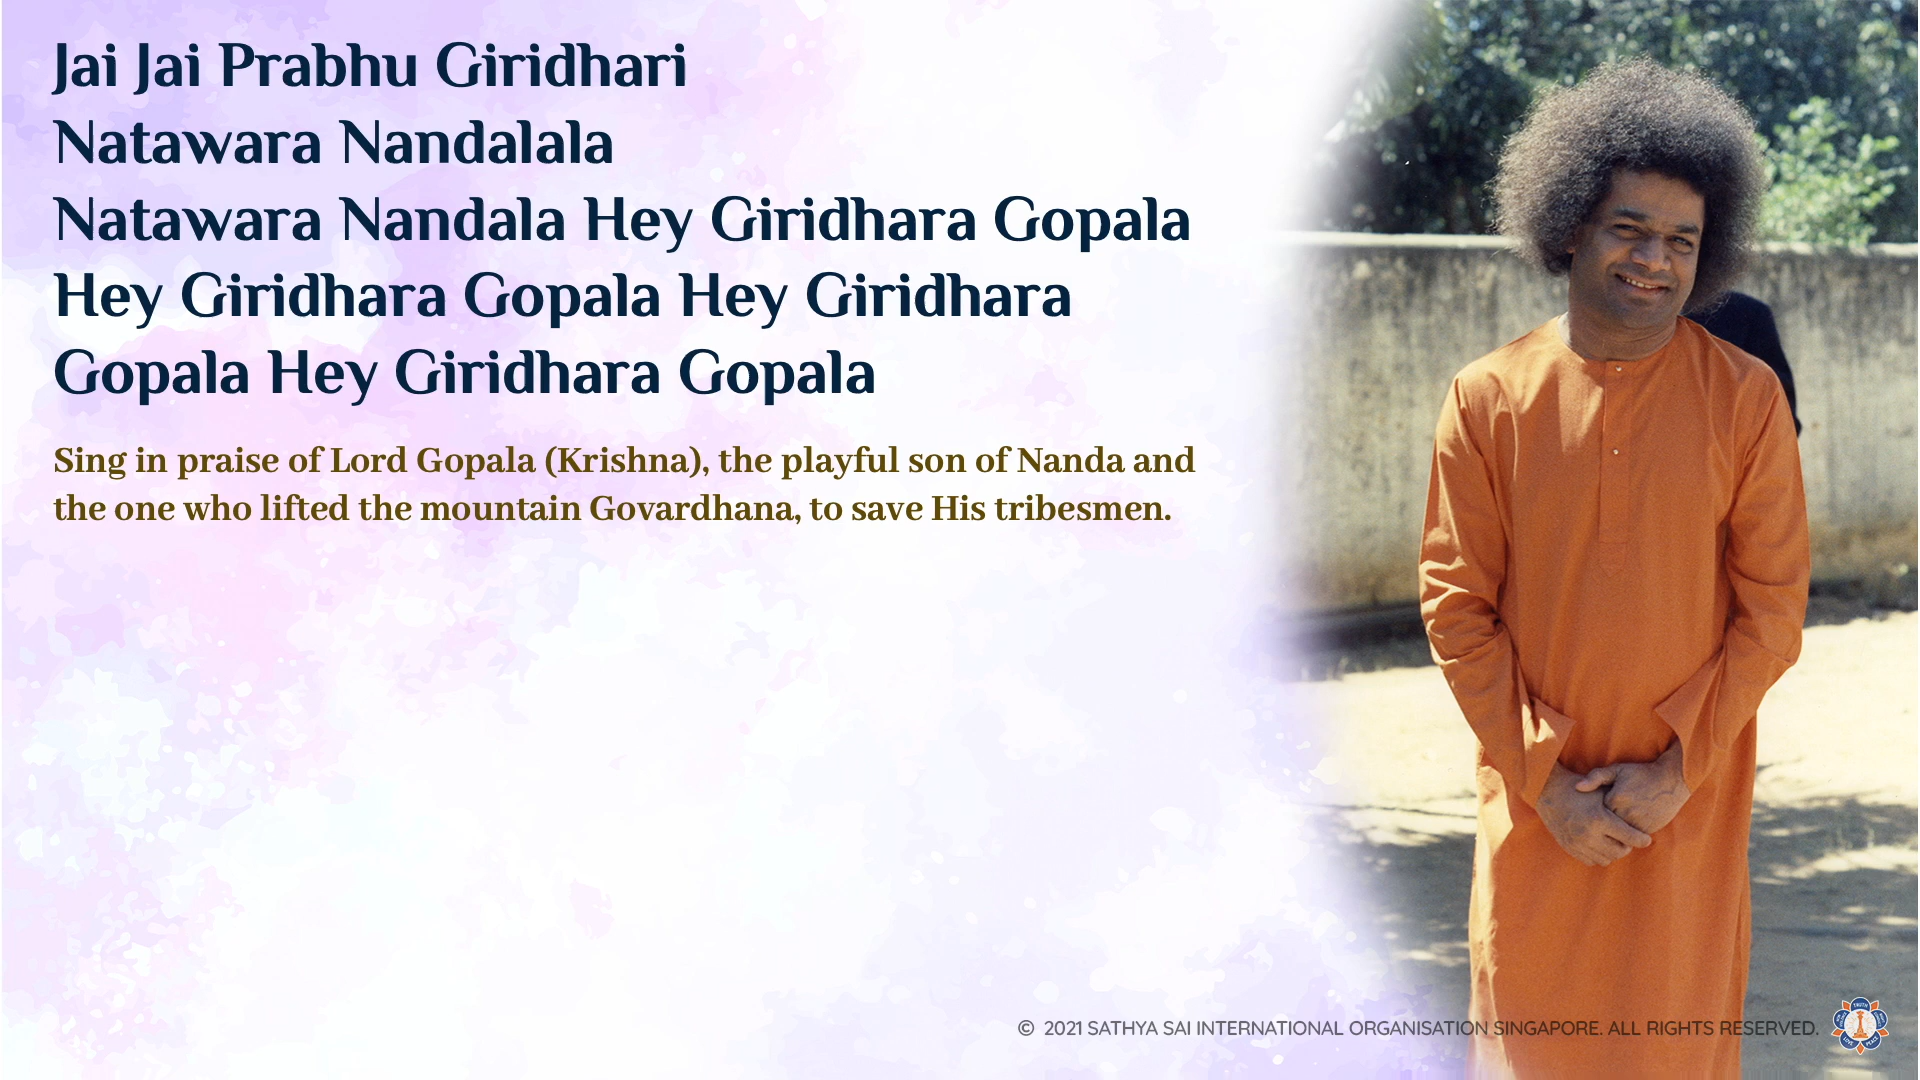 Jai Jai Prabhu Giridhari
Natawara Nandalala
Natawara Nandala Hey Giridhara Gopala
Hey Giridhara Gopala Hey Giridhara
Gopala Hey Giridhara Gopala
Sing in praise of Lord Gopala (Krishna), the playful son of Nanda and
the one who lifted the mountain Govardhana, to save His tribesmen.
© 2021 SATHYA SAI INTERNATIONAL ORGANISATION SINGAPORE. ALL RIGHTS RESERVED.